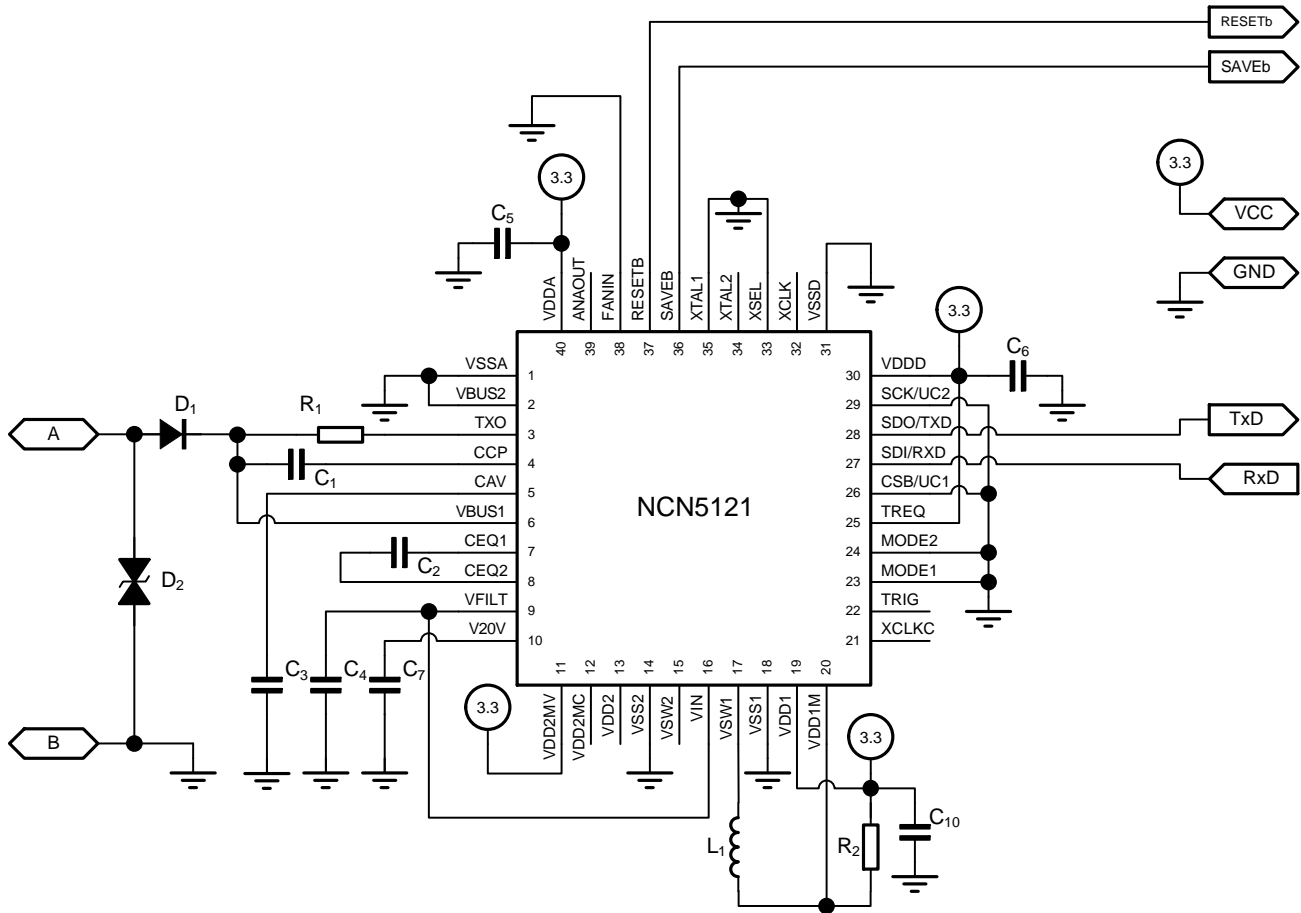 RESETb
SAVEb
3.3
VCC
GND
3.3
C5
VDDA
ANAOUT
FANIN
RESETB
SAVEB
XTAL1
XTAL2
XSEL
XCLK
VSSD
40
39
38
37
36
35
34
33
32
31
3.3
C6
VSSA
1
VBUS2
2
TXO
3
CCP
4
CAV
5
VBUS1
6
CEQ1
7
CEQ2
8
VFILT
9
V20V
10
A
D1
R1
C1
C2
D2
C3
C4
C7
B
NCN5121
VDDD
30
SCK/UC2
29
SDO/TXD
28
SDI/RXD
27
CSB/UC1
26
TREQ
25
MODE2
24
MODE1
23
TRIG
22
XCLKC
21
TxD
RxD
11
12
13
14
15
16
17
18
19
20
VDD2MV
VDD2MC
VDD2
VSS2
VSW2
VIN
VSW1
VSS1
VDD1
VDD1M
3.3
3.3
L1
R2
C10